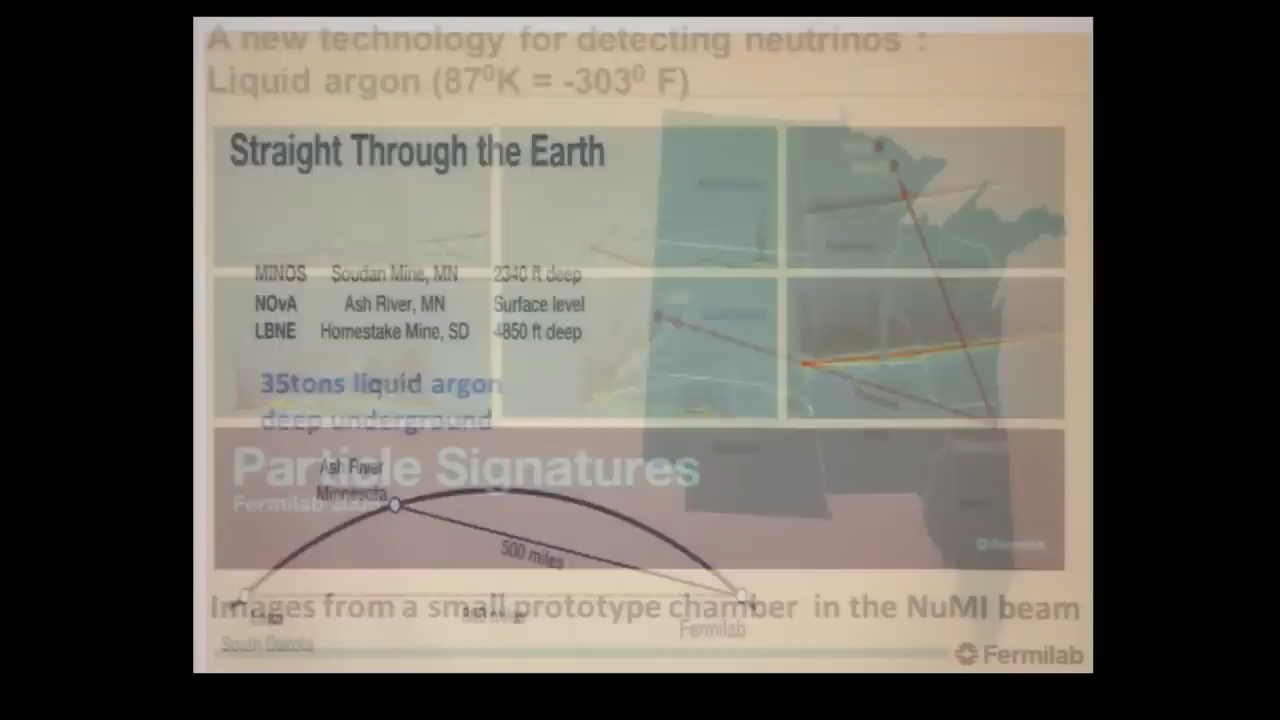 A new technology for detecting neutrinos :
Liquid argon (87⁰K = -303⁰ F)
Straight Through the Earth
MINOS Soudan Mine, MN 2340 ft deep
NOvA Ash River, MN Surface level
LBNE Homestake Mine, SD 4850 ft deep
35tons liquid argon
deep underground
Particle Signatures
Fermilab
Ash River
Minnesota
500 miles
Fermilab
Images from a small prototype chamber in the NuMI beam
Fermilab
South Dakota
Fermilab